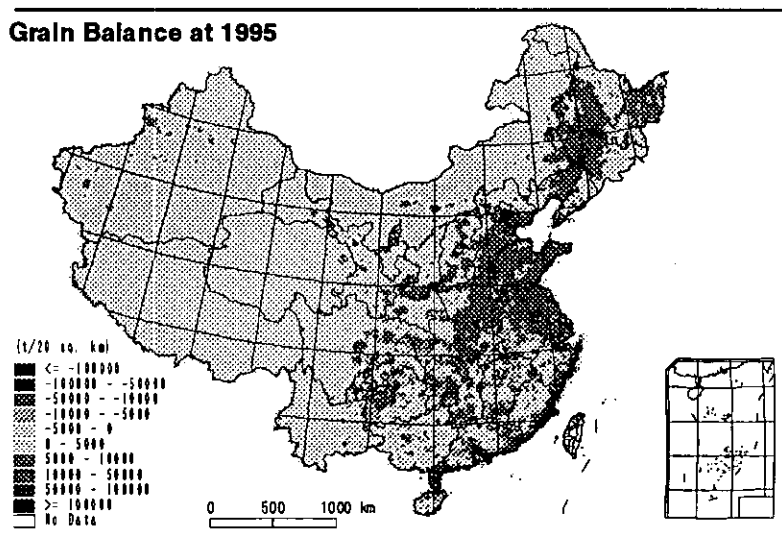 Grain Balance at 1995
(t/20 sq. km)
<= -100000
-100000 - -50000
-50000 - -10000
-10000 - -5000
-5000 - 0
0 - 5000
5000 - 10000
10000 - 50000
50000 - 100000
>= 100000
No Data
0 500 1000 km